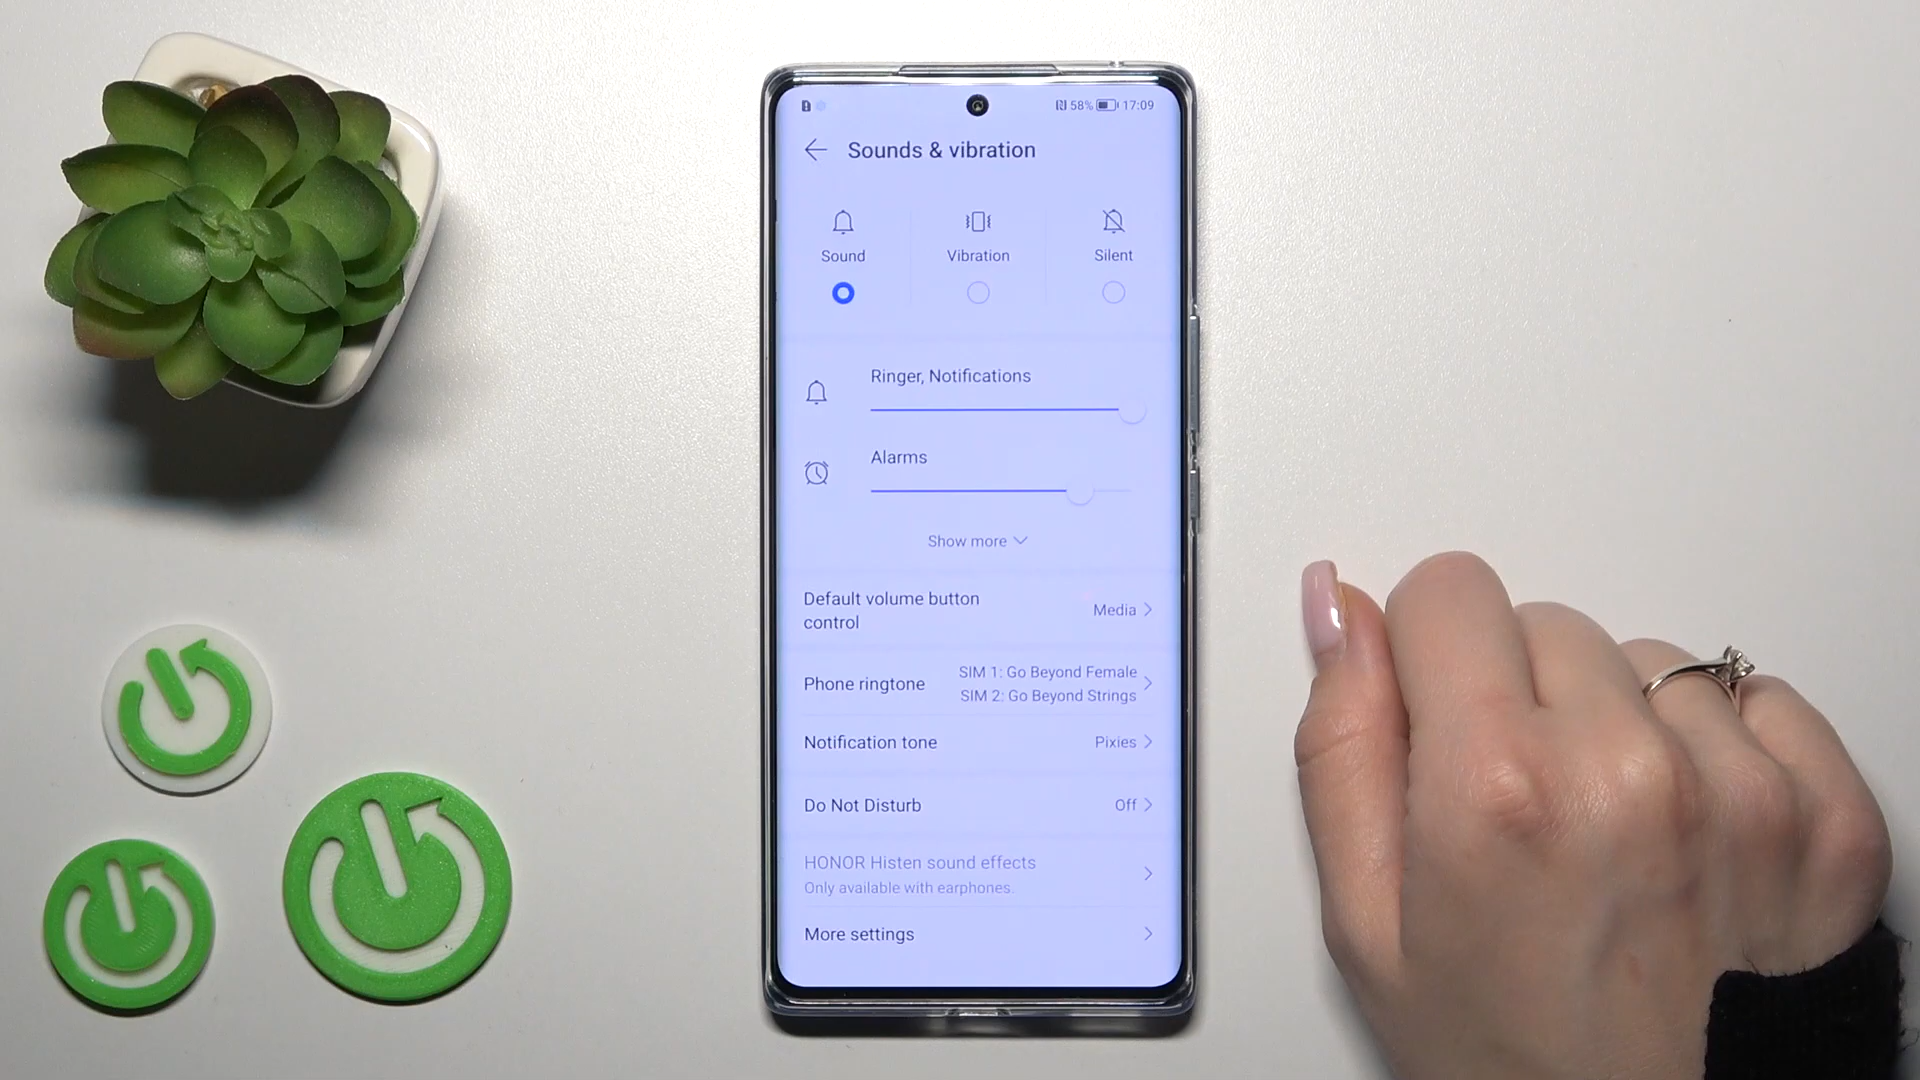 58% 17:09
Sounds & vibration
Sound Vibration Silent
Ringer, Notifications
Alarms
Show more
Default volume button
control
Media
Phone ringtone
SIM 1: Go Beyond Female
SIM 2: Go Beyond Strings
Notification tone Pixies
Do Not Disturb Off
HONOR Histen sound effects
Only available with earphones.
More settings